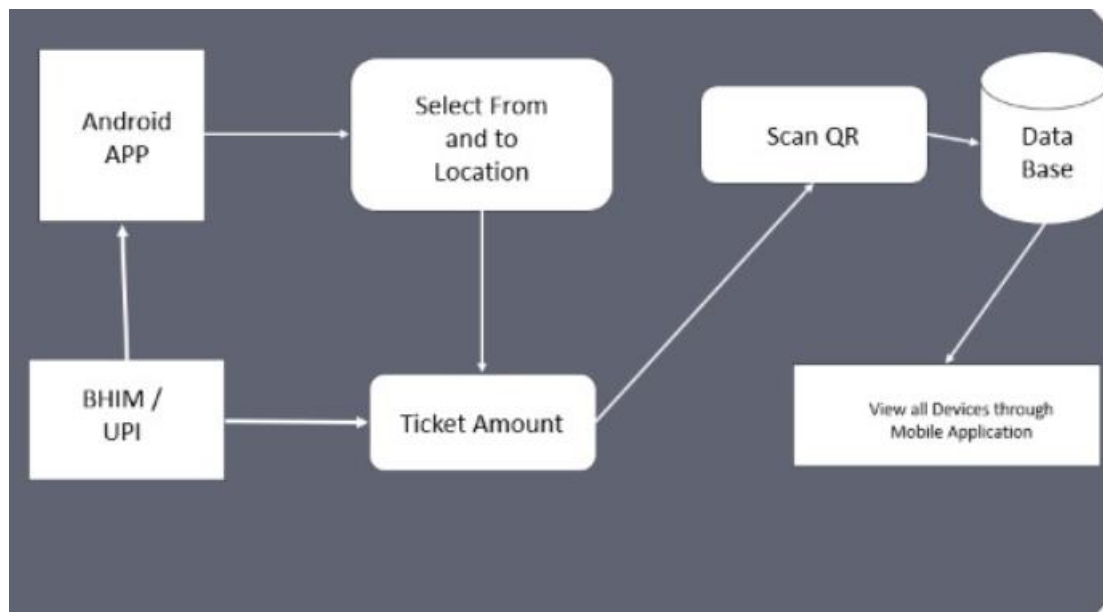 Android
APP
Select From
and to
Location
Scan QR
Data
Base
BHIM /
UPI
Ticket Amount
View all Devices through
Mobile Application